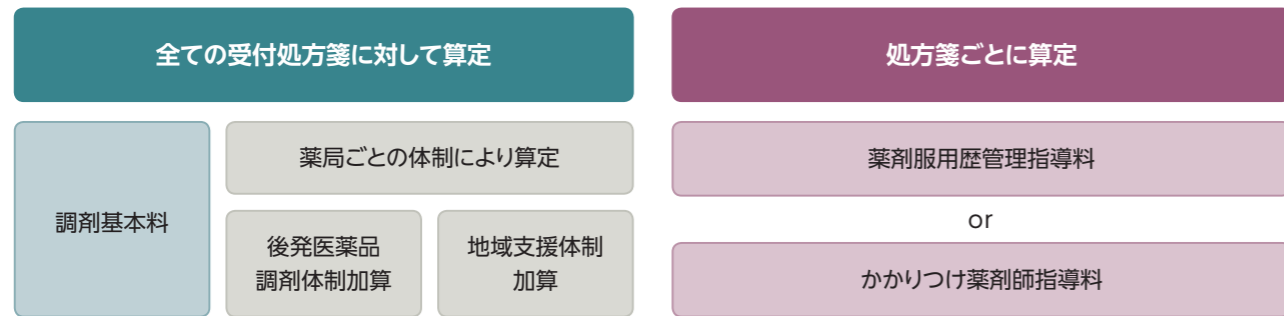 全ての受付処方箋に対して算定
調剤基本料
薬局ごとの体制により算定
後発医薬品
調剤体制加算
地域支援体制
加算
処方箋ごとに算定
薬剤服用歴管理指導料
or
かかりつけ薬剤師指導料